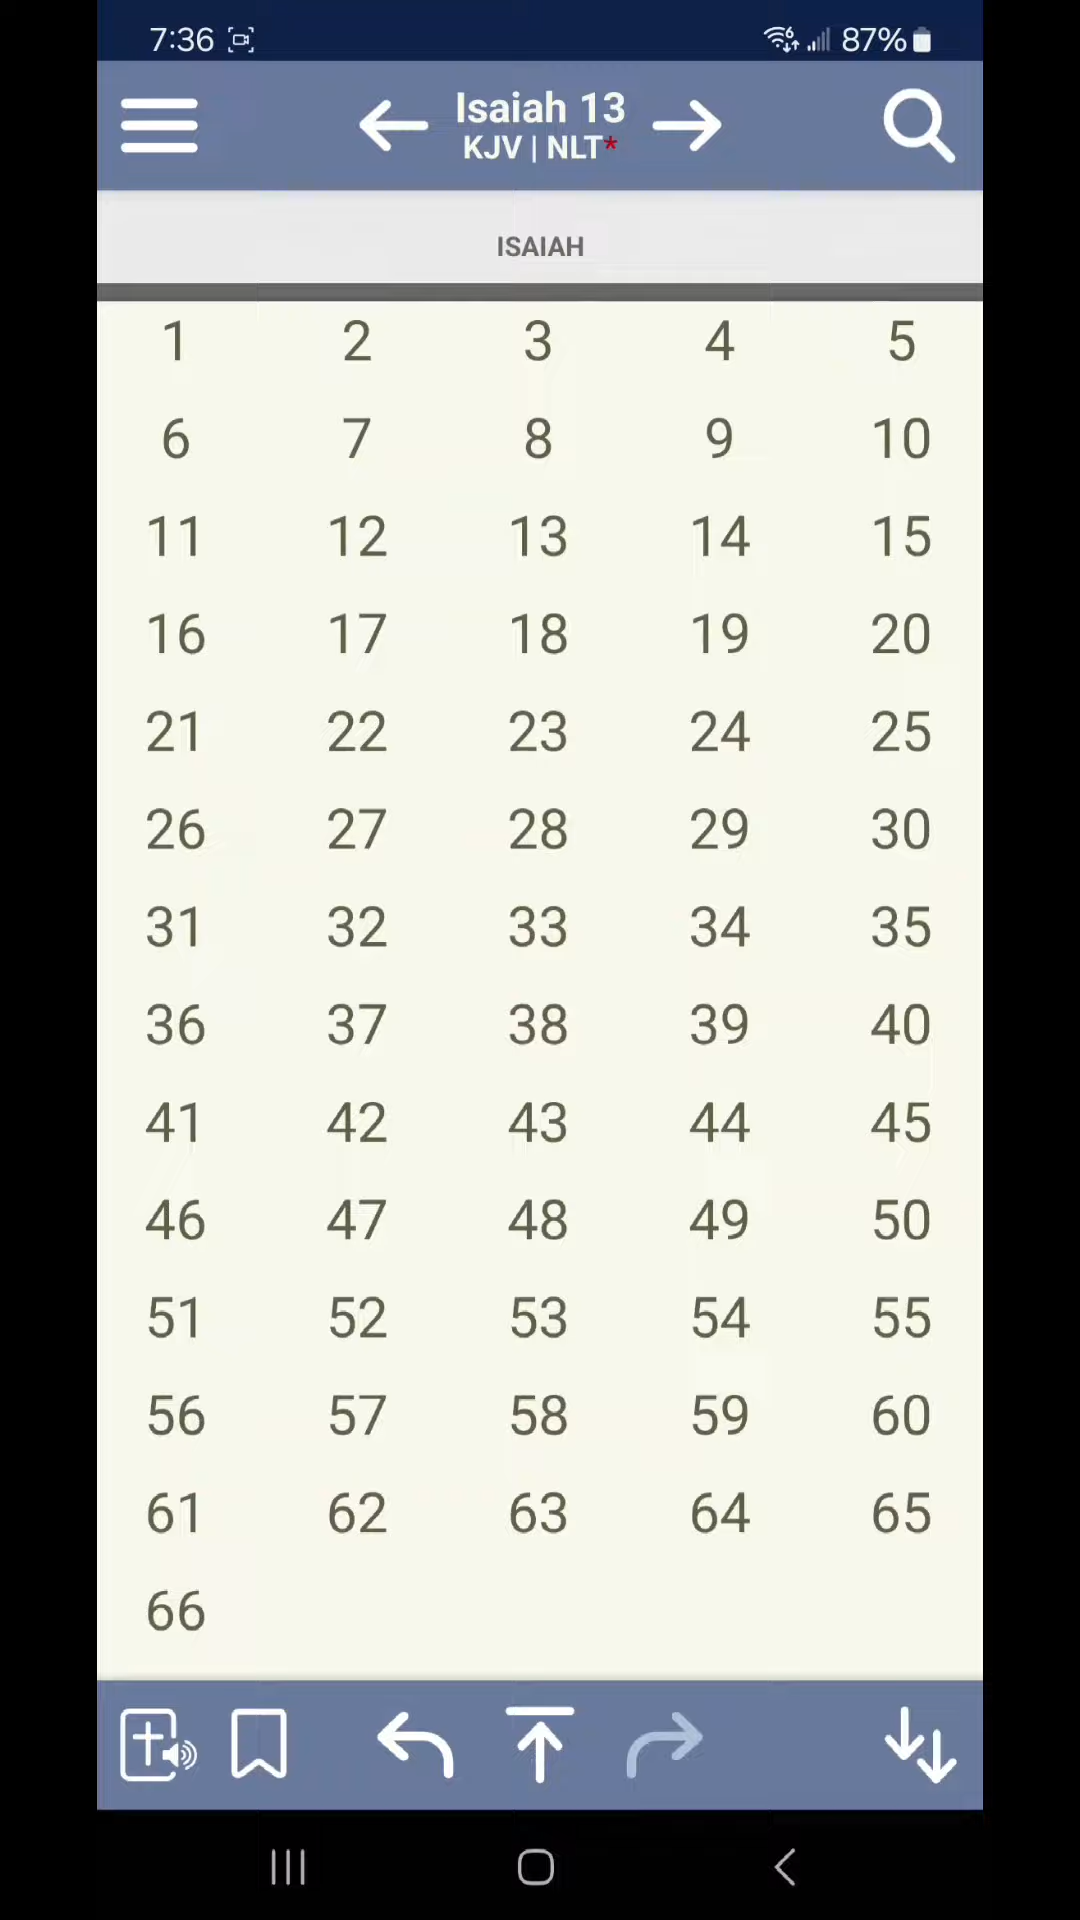 7:36 87%
Isaiah 13
KJV | NLT*
ISAIAH
1 2 3 4 5
6 7 8 9 10
11 12 13 14 15
16 17 18 19 20
21 22 23 24 25
26 27 28 29 30
31 32 33 34 35
36 37 38 39 40
41 42 43 44 45
46 47 48 49 50
51 52 53 54 55
56 57 58 59 60
61 62 63 64 65
66